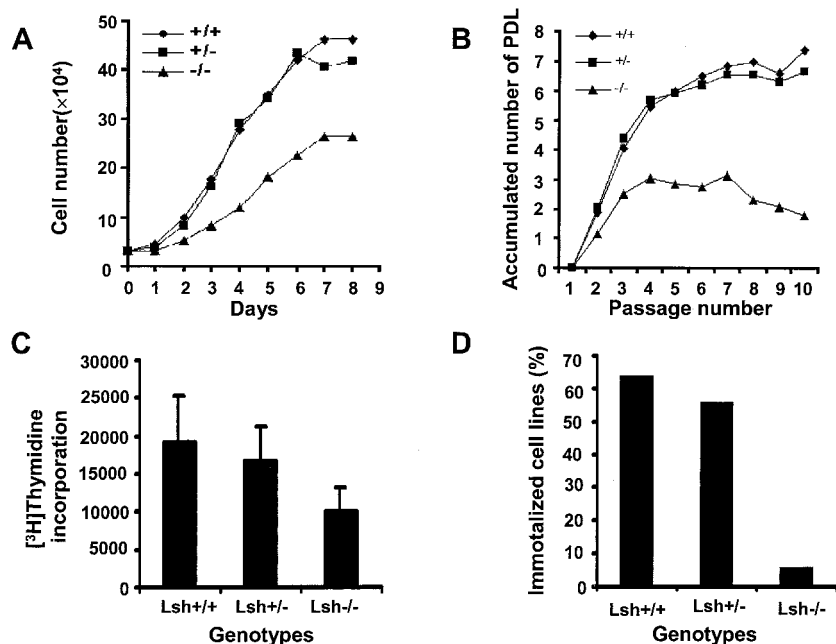 A
Cell number(×10⁴)
50
40
30
20
10
0
+/+
+/-
-/-
0 1 2 3 4 5 6 7 8 9
Days
B
Accumulated number of PDL
8
7
6
5
4
3
2
1
0
+/+
+/-
-/-
1 2 3 4 5 6 7 8 9 10
Passage number
C
[³H]Thymidine
incorporation
30000
25000
20000
15000
10000
5000
0
Lsh+/+ Lsh+/- Lsh-/-
Genotypes
D
Immotalized cell lines (%)
70
60
50
40
30
20
10
0
Lsh+/+ Lsh+/- Lsh-/-
Genotypes